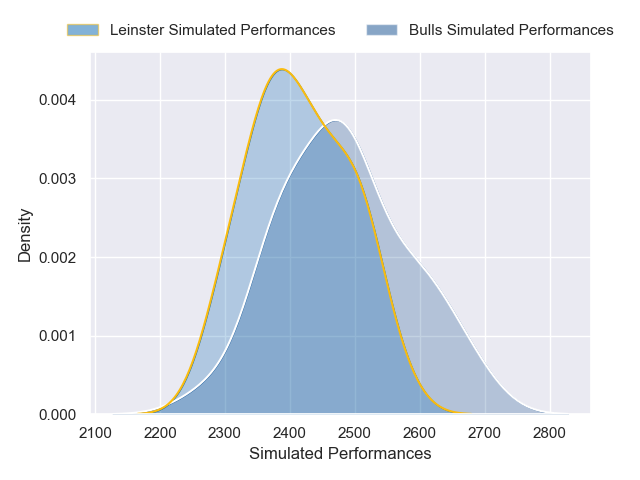 Leinster Simulated Performances Bulls Simulated Performances
0.004
0.003
0.002
0.001
0.000
Density
2100 2200 2300 2400 2500 2600 2700 2800
Simulated Performances